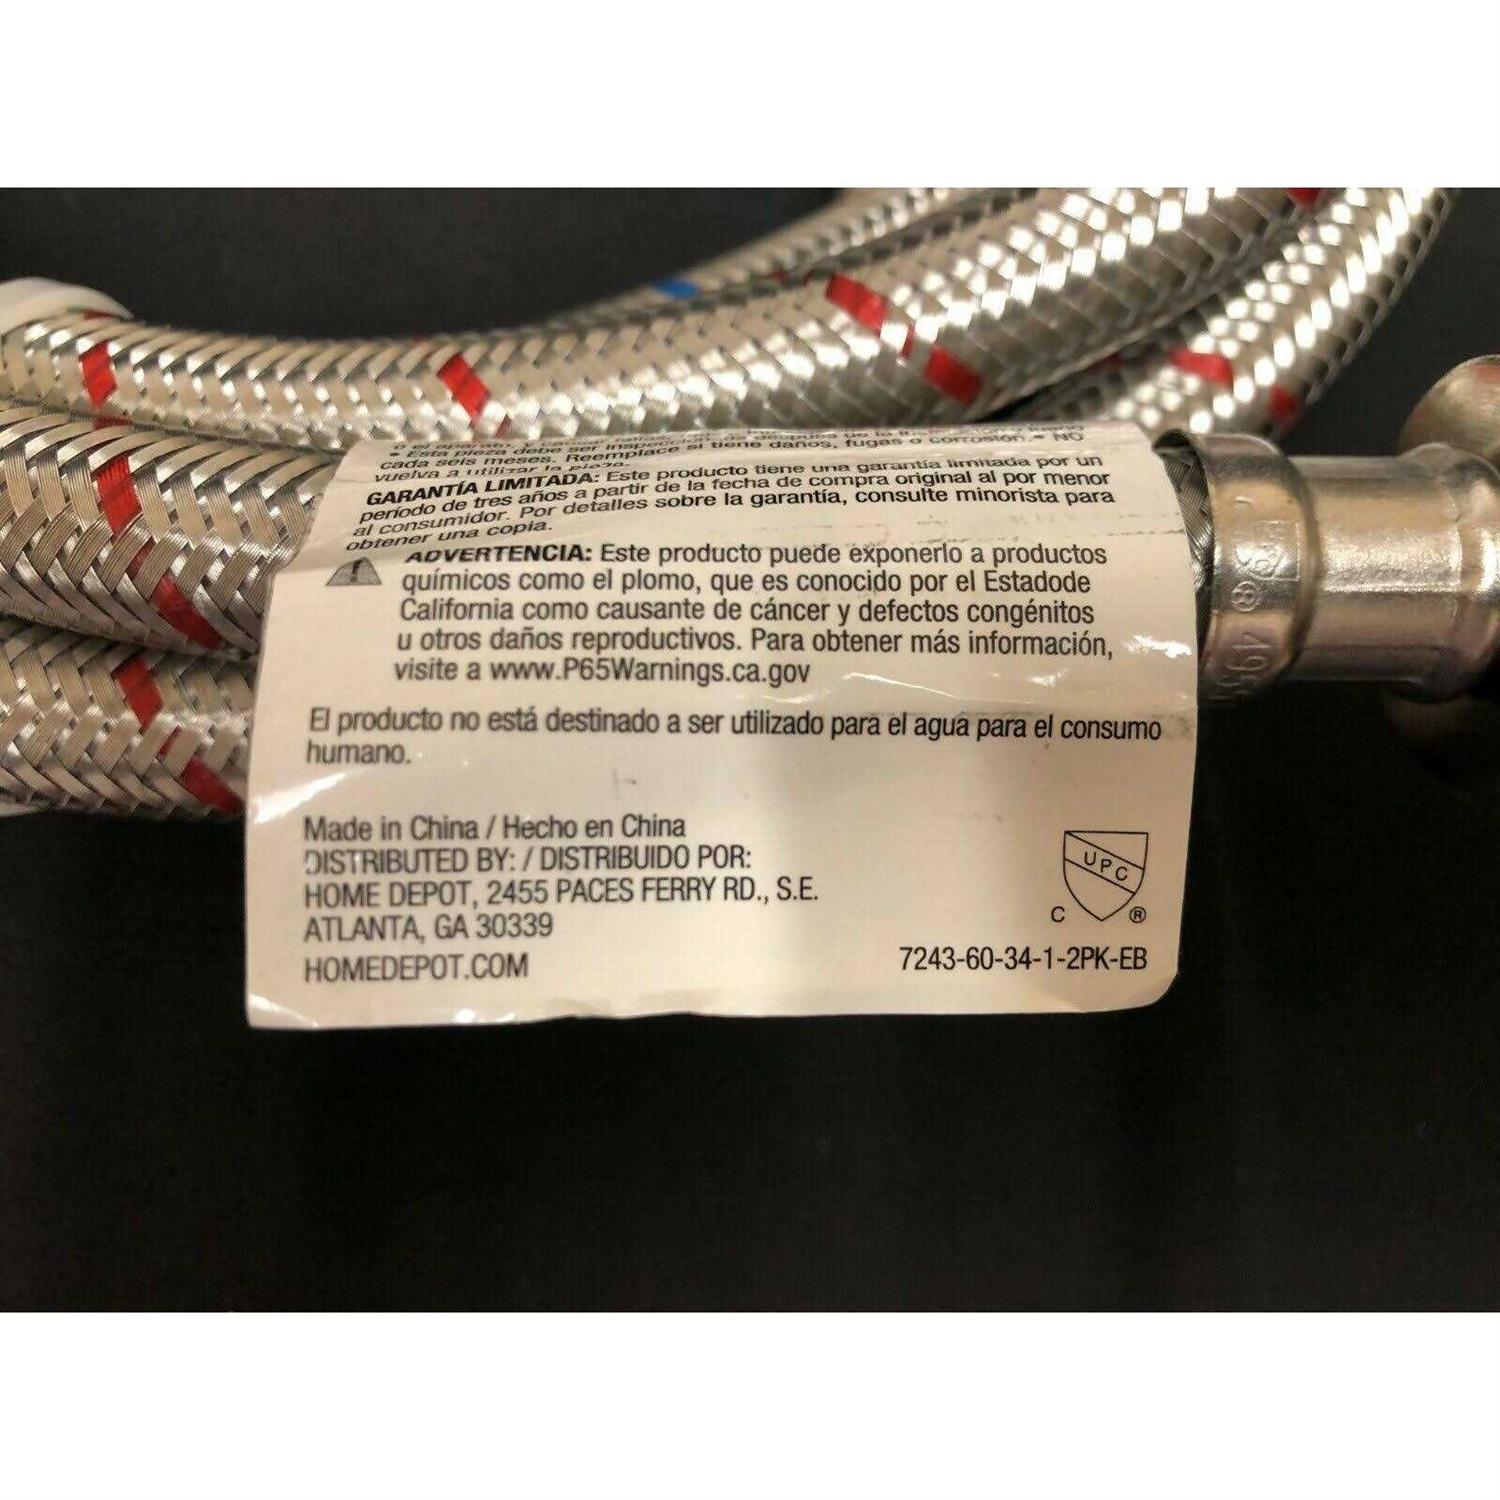 • Esta pieza debe ser inspeccionada
cada seis meses. Reemplace si tiene daños, fugas o corrosión. • NO
vuelva a utilizar la pieza.
GARANTÍA LIMITADA: Este producto tiene una garantía limitada por un
período de tres años a partir de la fecha de compra original al por menor
al consumidor. Por detalles sobre la garantía, consulte minorista para
obtener una copia.
ADVERTENCIA: Este producto puede exponerlo a productos
químicos como el plomo, que es conocido por el Estadode
California como causante de cáncer y defectos congénitos
u otros daños reproductivos. Para obtener más información,
visite a www.P65Warnings.ca.gov
El producto no está destinado a ser utilizado para el agua para el consumo
humano.
Made in China / Hecho en China
DISTRIBUTED BY: / DISTRIBUIDO POR:
HOME DEPOT, 2455 PACES FERRY RD., S.E.
ATLANTA, GA 30339
HOMEDEPOT.COM
UPC
C ®
7243-60-34-1-2PK-EB